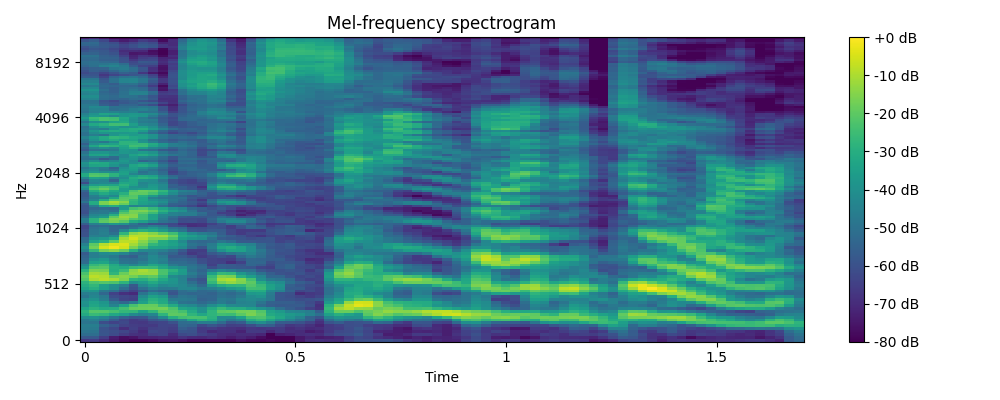 Mel-frequency spectrogram
Hz
8192
4096
2048
1024
512
0
0
0.5
1
1.5
Time
+0 dB
-10 dB
-20 dB
-30 dB
-40 dB
-50 dB
-60 dB
-70 dB
-80 dB